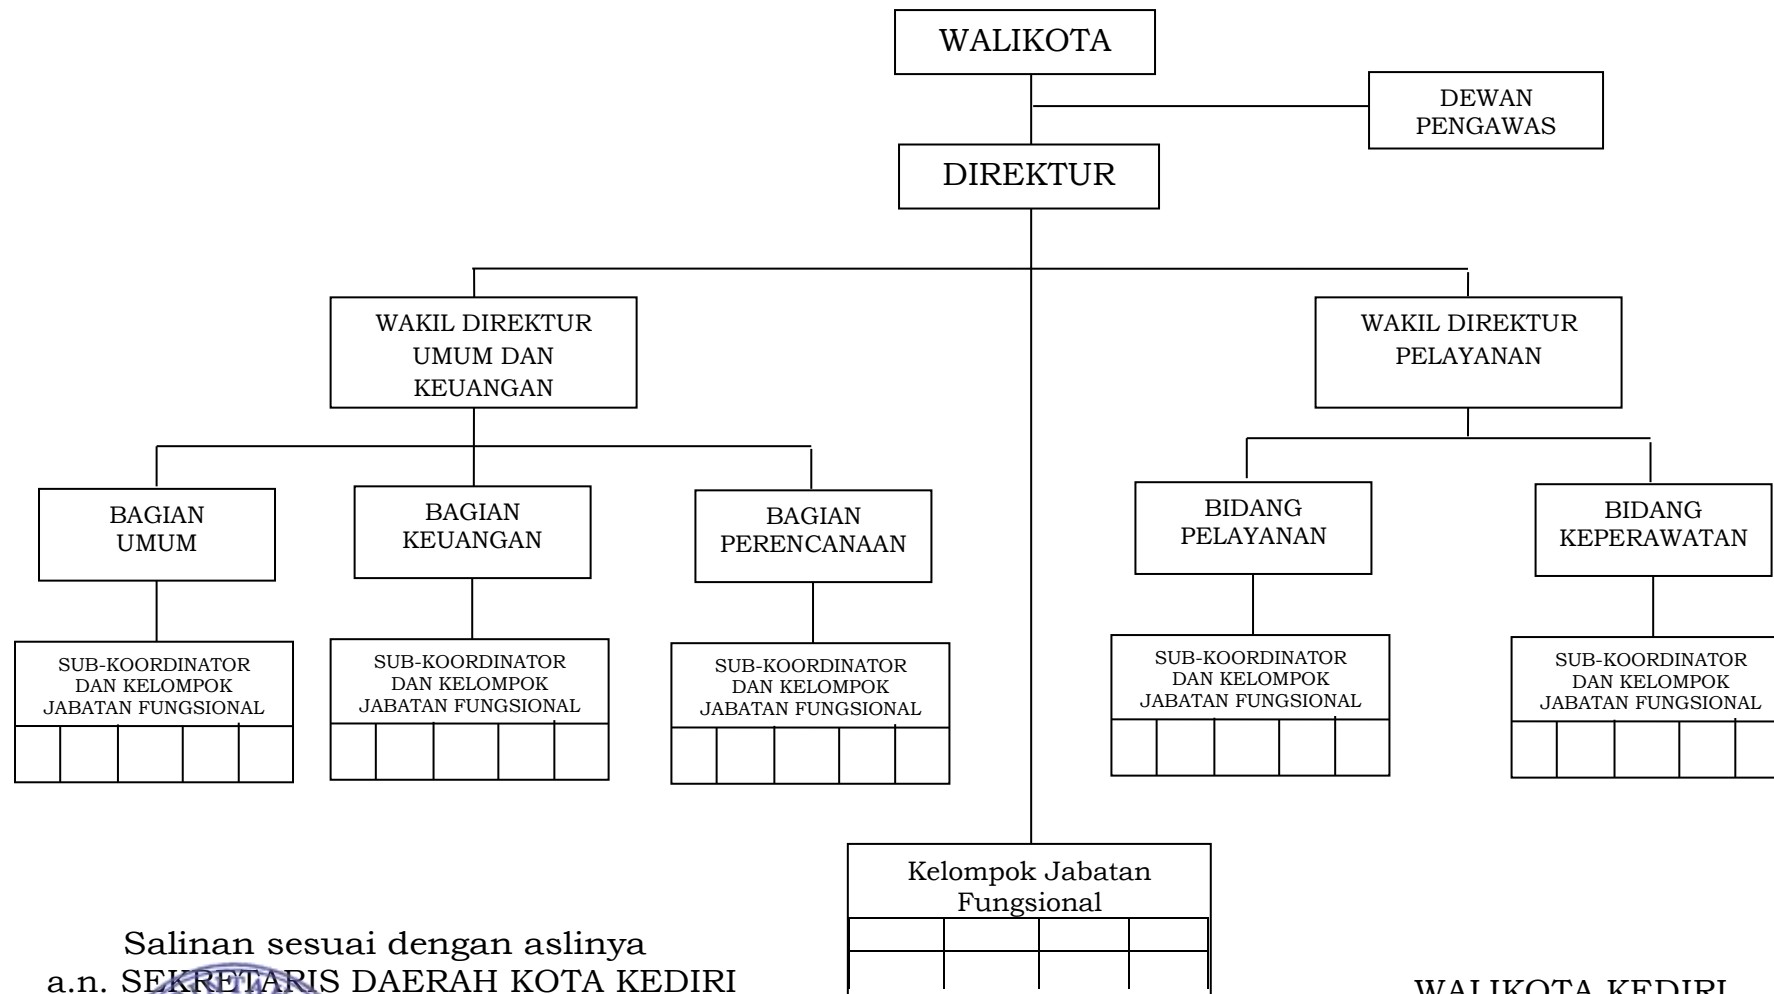 WALIKOTA
DEWAN
PENGAWAS
DIREKTUR
WAKIL DIREKTUR
UMUM DAN
KEUANGAN
WAKIL DIREKTUR
PELAYANAN
BAGIAN
UMUM
BAGIAN
KEUANGAN
BAGIAN
PERENCANAAN
BIDANG
PELAYANAN
BIDANG
KEPERAWATAN
SUB-KOORDINATOR
DAN KELOMPOK
JABATAN FUNGSIONAL
SUB-KOORDINATOR
DAN KELOMPOK
JABATAN FUNGSIONAL
SUB-KOORDINATOR
DAN KELOMPOK
JABATAN FUNGSIONAL
SUB-KOORDINATOR
DAN KELOMPOK
JABATAN FUNGSIONAL
SUB-KOORDINATOR
DAN KELOMPOK
JABATAN FUNGSIONAL
Kelompok Jabatan
Fungsional
Salinan sesuai dengan aslinya
a.n. SEKRETARIS DAERAH KOTA KEDIRI
WALIKOTA KEDIRI